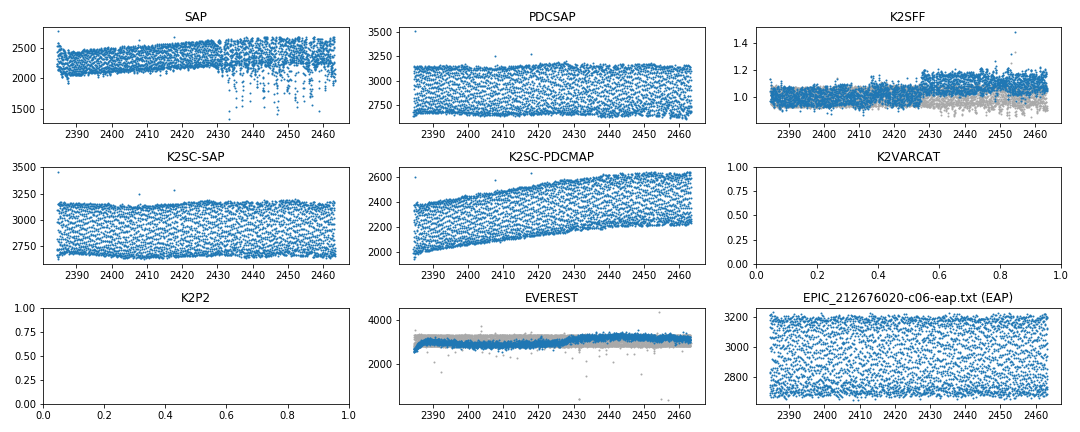 SAP
2500
2000
1500
2390 2400 2410 2420 2430 2440 2450 2460
PDCSAP
3500
3250
3000
2750
2390 2400 2410 2420 2430 2440 2450 2460
K2SFF
1.4
1.2
1.0
2390 2400 2410 2420 2430 2440 2450 2460
K2SC-SAP
3500
3250
3000
2750
2390 2400 2410 2420 2430 2440 2450 2460
K2SC-PDCMAP
2600
2400
2200
2000
2390 2400 2410 2420 2430 2440 2450 2460
K2VARCAT
1.00
0.75
0.50
0.25
0.00
0.0 0.2 0.4 0.6 0.8 1.0
K2P2
1.00
0.75
0.50
0.25
0.00
0.0 0.2 0.4 0.6 0.8 1.0
EVEREST
4000
2000
2390 2400 2410 2420 2430 2440 2450 2460
EPIC_212676020-c06-eap.txt (EAP)
3200
3000
2800
2390 2400 2410 2420 2430 2440 2450 2460